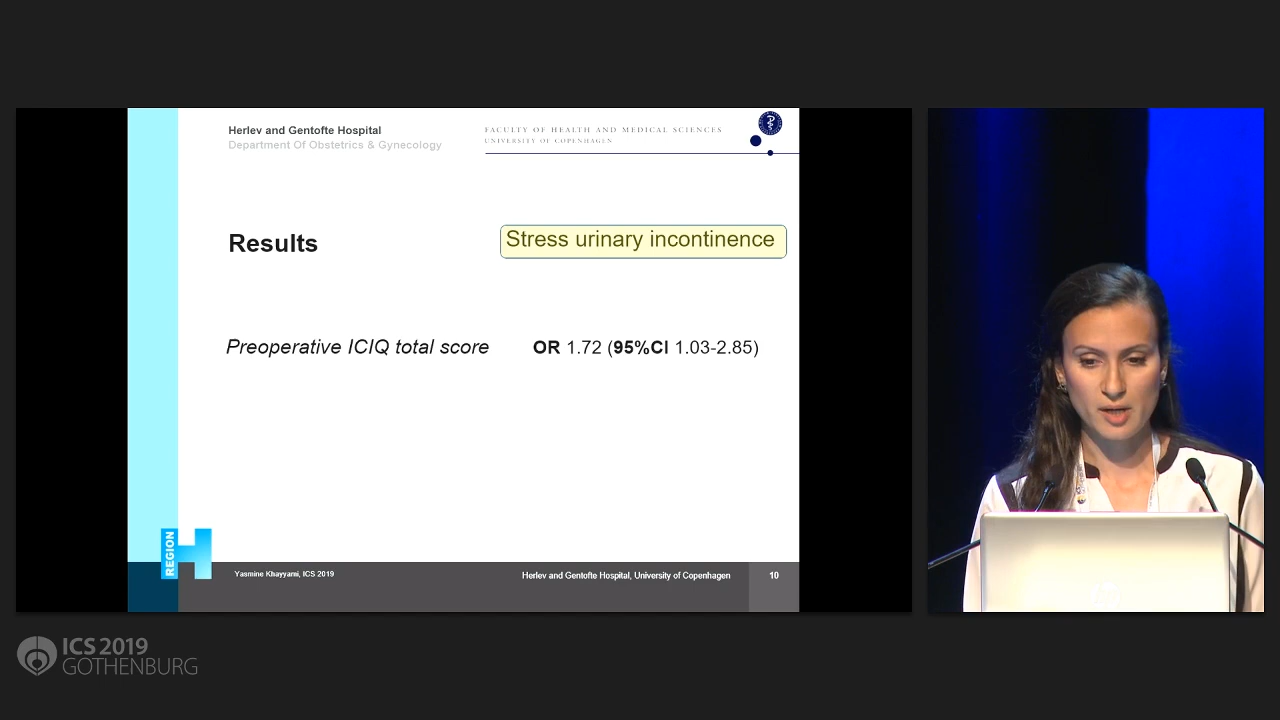 Herlev and Gentofte Hospital
Department Of Obstetrics & Gynecology
FACULTY OF HEALTH AND MEDICAL SCIENCES
UNIVERSITY OF COPENHAGEN
Results
Stress urinary incontinence
Preoperative ICIQ total score
OR 1.72 (95%CI 1.03-2.85)
REGION H
Yasmine Khayyami, ICS 2019
Herlev and Gentofte Hospital, University of Copenhagen
10
ICS 2019
GOTHENBURG